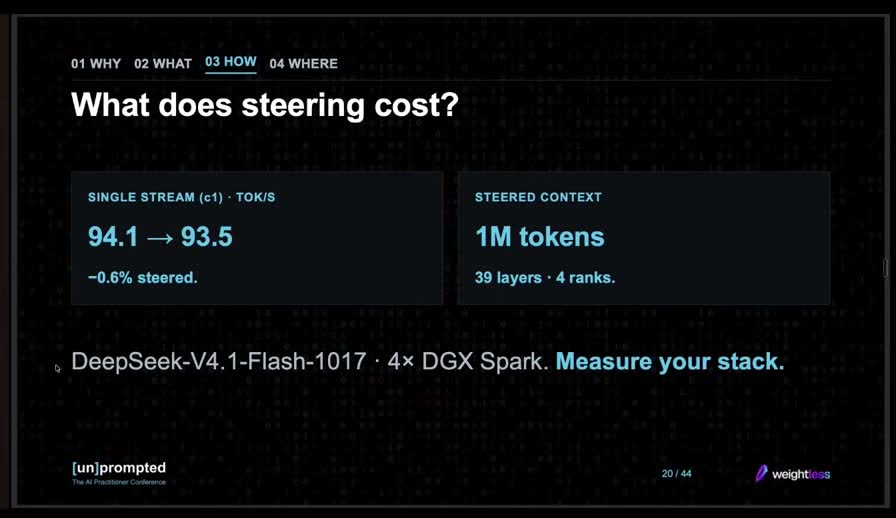 01 WHY 02 WHAT 03 HOW 04 WHERE
What does steering cost?
SINGLE STREAM (c1) · TOK/S
94.1 → 93.5
−0.6% steered.
STEERED CONTEXT
1M tokens
39 layers · 4 ranks.
DeepSeek-V4.1-Flash-1017 · 4× DGX Spark. Measure your stack.
[un]prompted
The AI Practitioner Conference
20 / 44
weightless